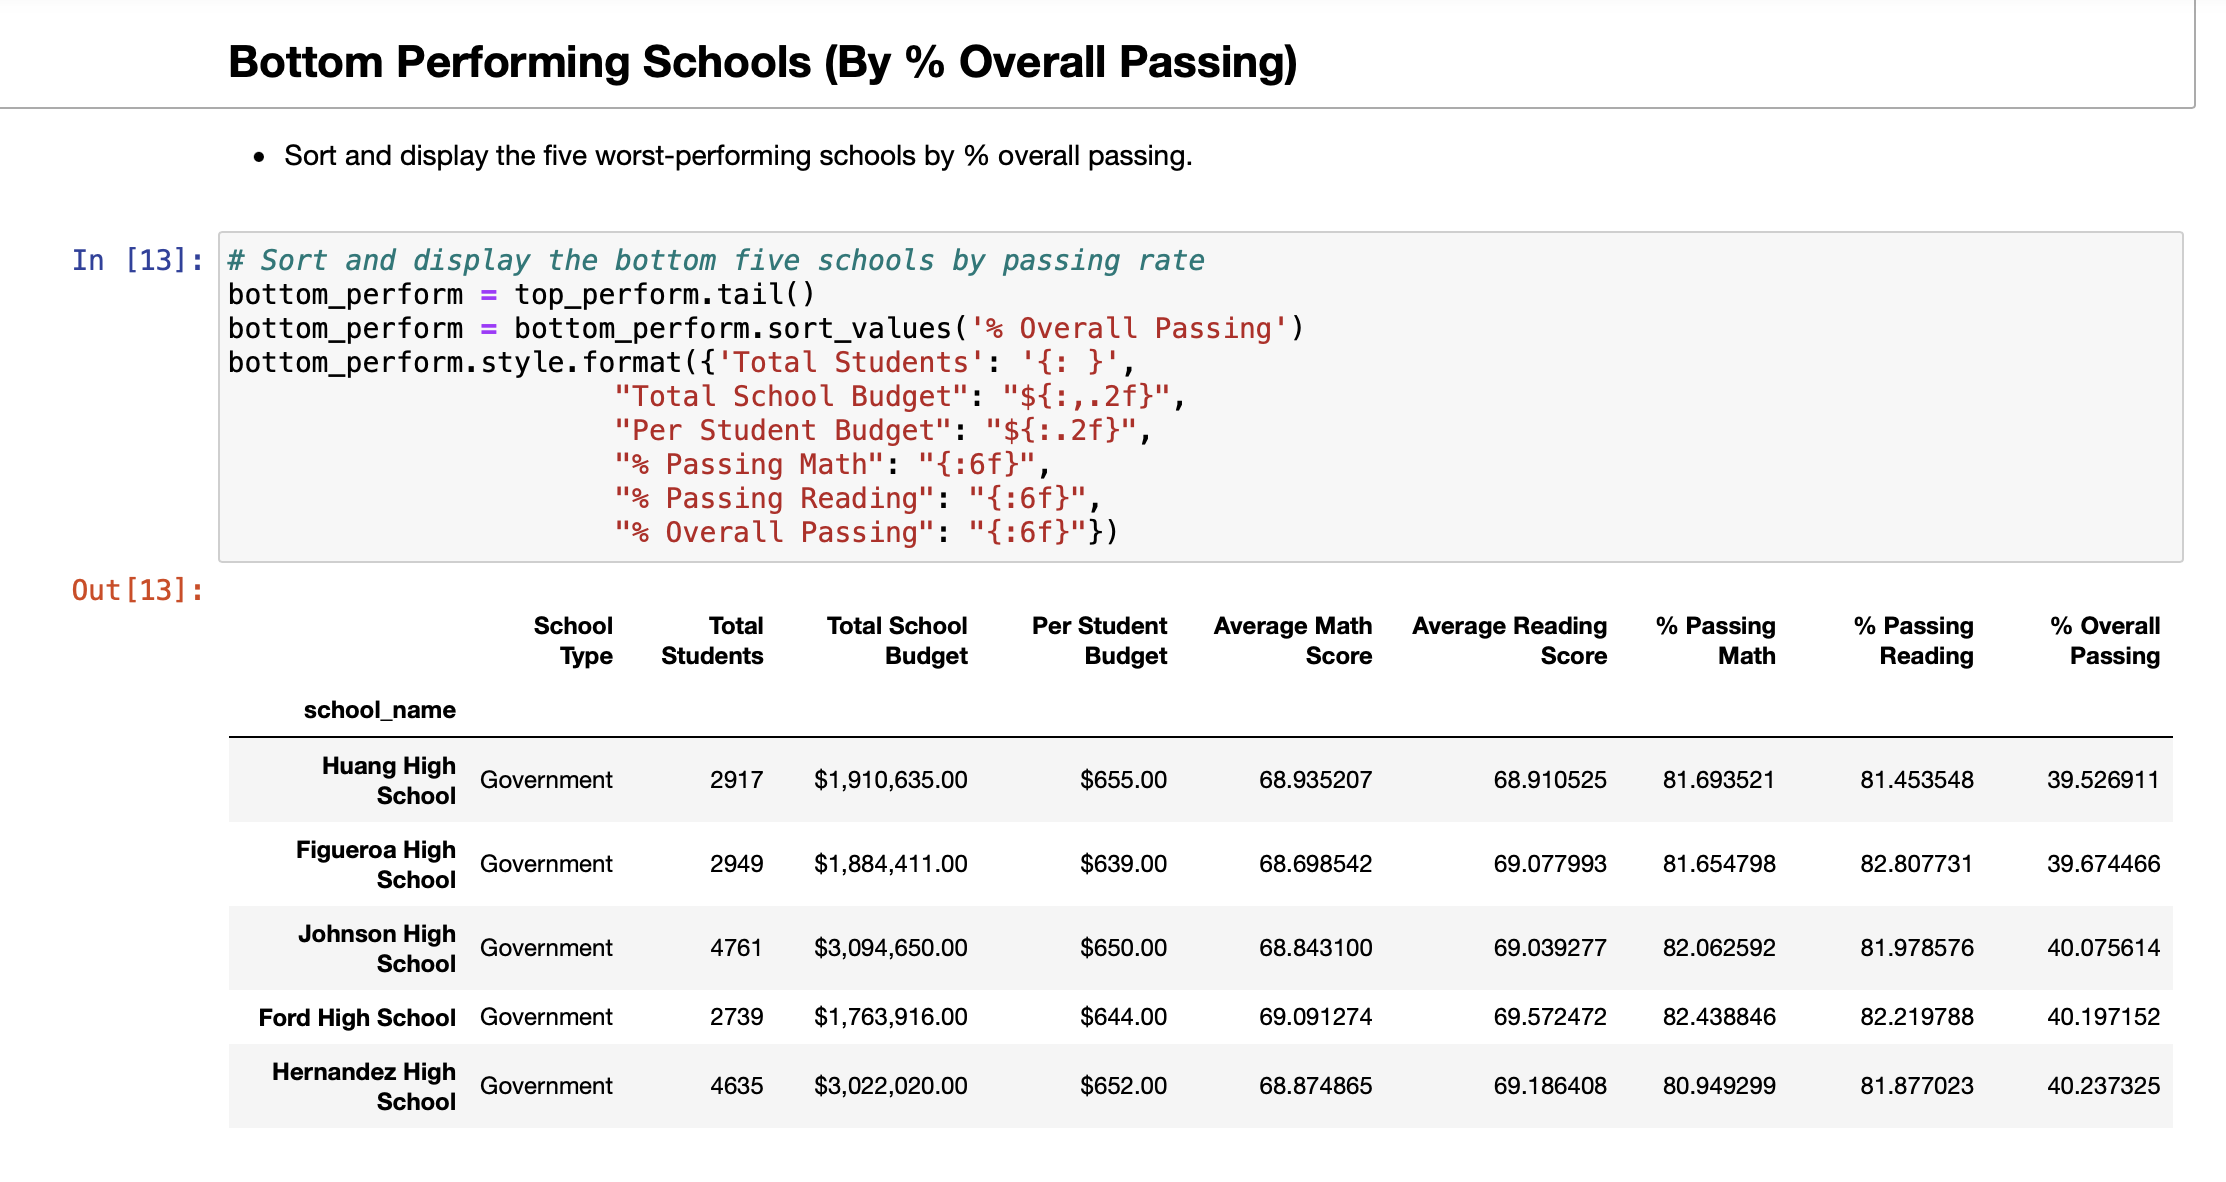 Bottom Performing Schools (By % Overall Passing)
• Sort and display the five worst-performing schools by % overall passing.
In [13]: # Sort and display the bottom five schools by passing rate
bottom_perform = top_perform.tail()
bottom_perform = bottom_perform.sort_values('% Overall Passing')
bottom_perform.style.format({'Total Students': '{: }',
"Total School Budget": "${:,.2f}",
"Per Student Budget": "${:.2f}",
"% Passing Math": "{:6f}",
"% Passing Reading": "{:6f}",
"% Overall Passing": "{:6f}"})
Out[13]:
School Total Total School Per Student Average Math Average Reading % Passing % Passing % Overall
Type Students Budget Budget Score Score Math Reading Passing
school_name
Huang High
School Government 2917 $1,910,635.00 $655.00 68.935207 68.910525 81.693521 81.453548 39.526911
Figueroa High
School Government 2949 $1,884,411.00 $639.00 68.698542 69.077993 81.654798 82.807731 39.674466
Johnson High
School Government 4761 $3,094,650.00 $650.00 68.843100 69.039277 82.062592 81.978576 40.075614
Ford High School Government 2739 $1,763,916.00 $644.00 69.091274 69.572472 82.438846 82.219788 40.197152
Hernandez High
School Government 4635 $3,022,020.00 $652.00 68.874865 69.186408 80.949299 81.877023 40.237325